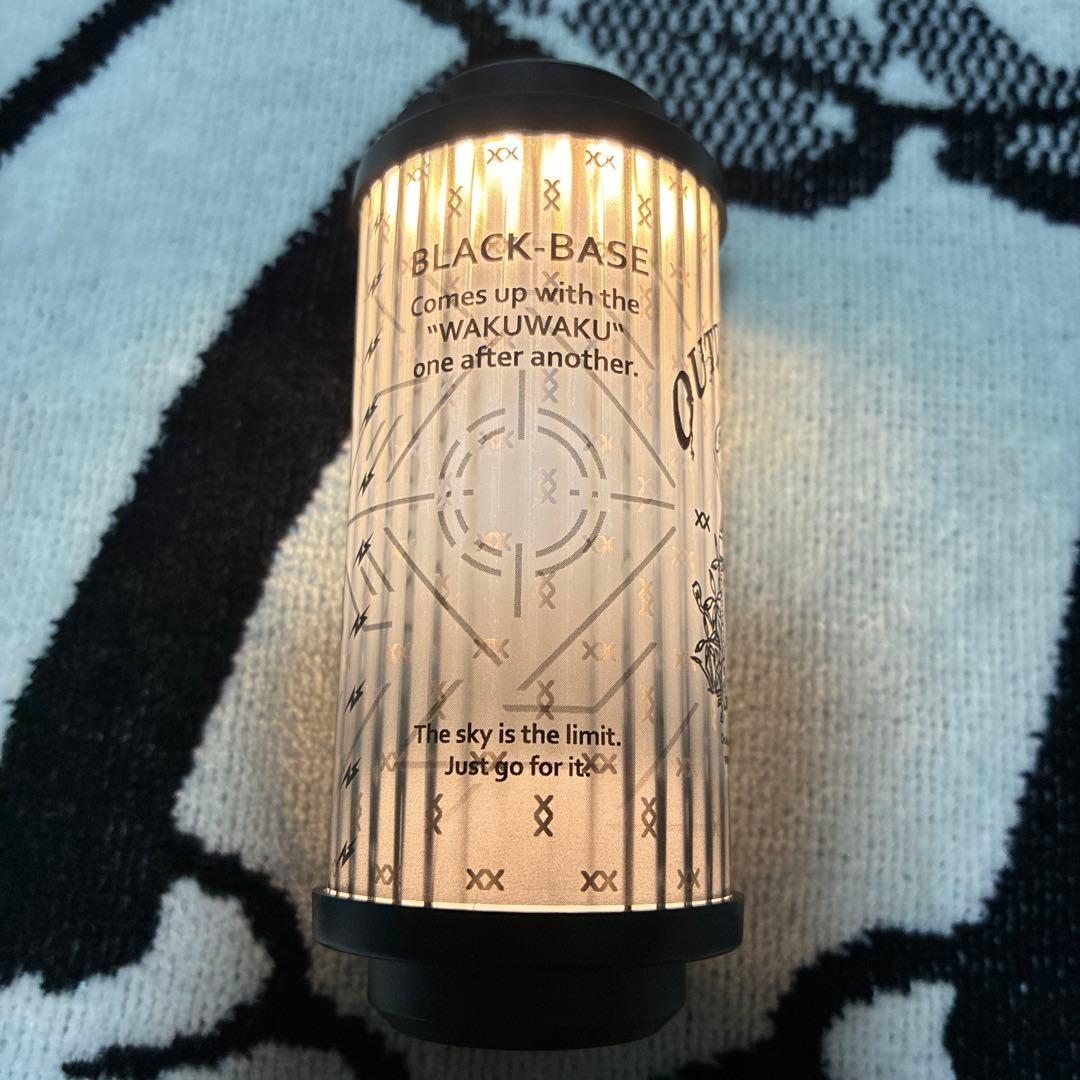 BLACK-BASE
Comes up with the
"WAKUWAKU"
one after another.
The sky is the limit.
Just go for it.